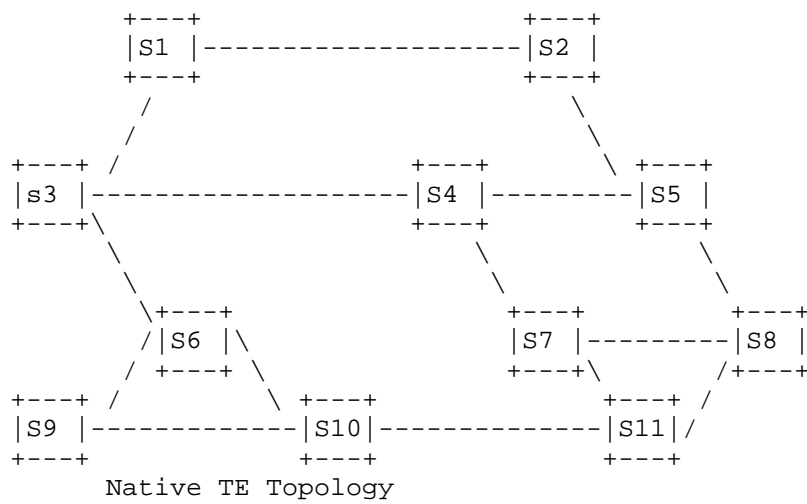 S1 S2
s3 S4 S5
S6 S7 S8
S9 S10 S11
Native TE Topology